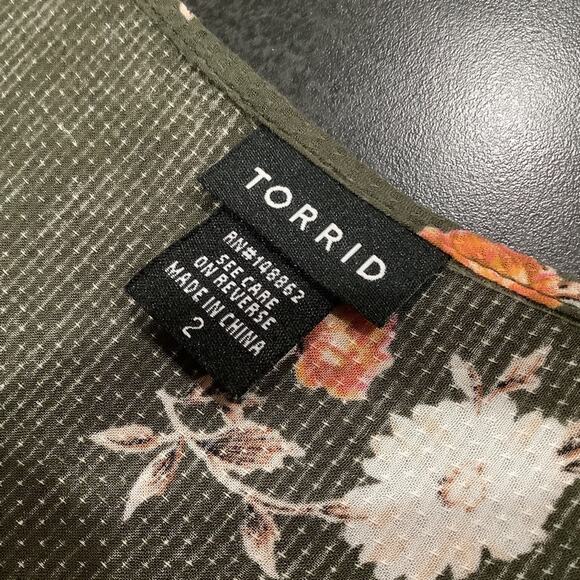 TORRID
RN#148862
SEE CARE
ON REVERSE
MADE IN CHINA
2